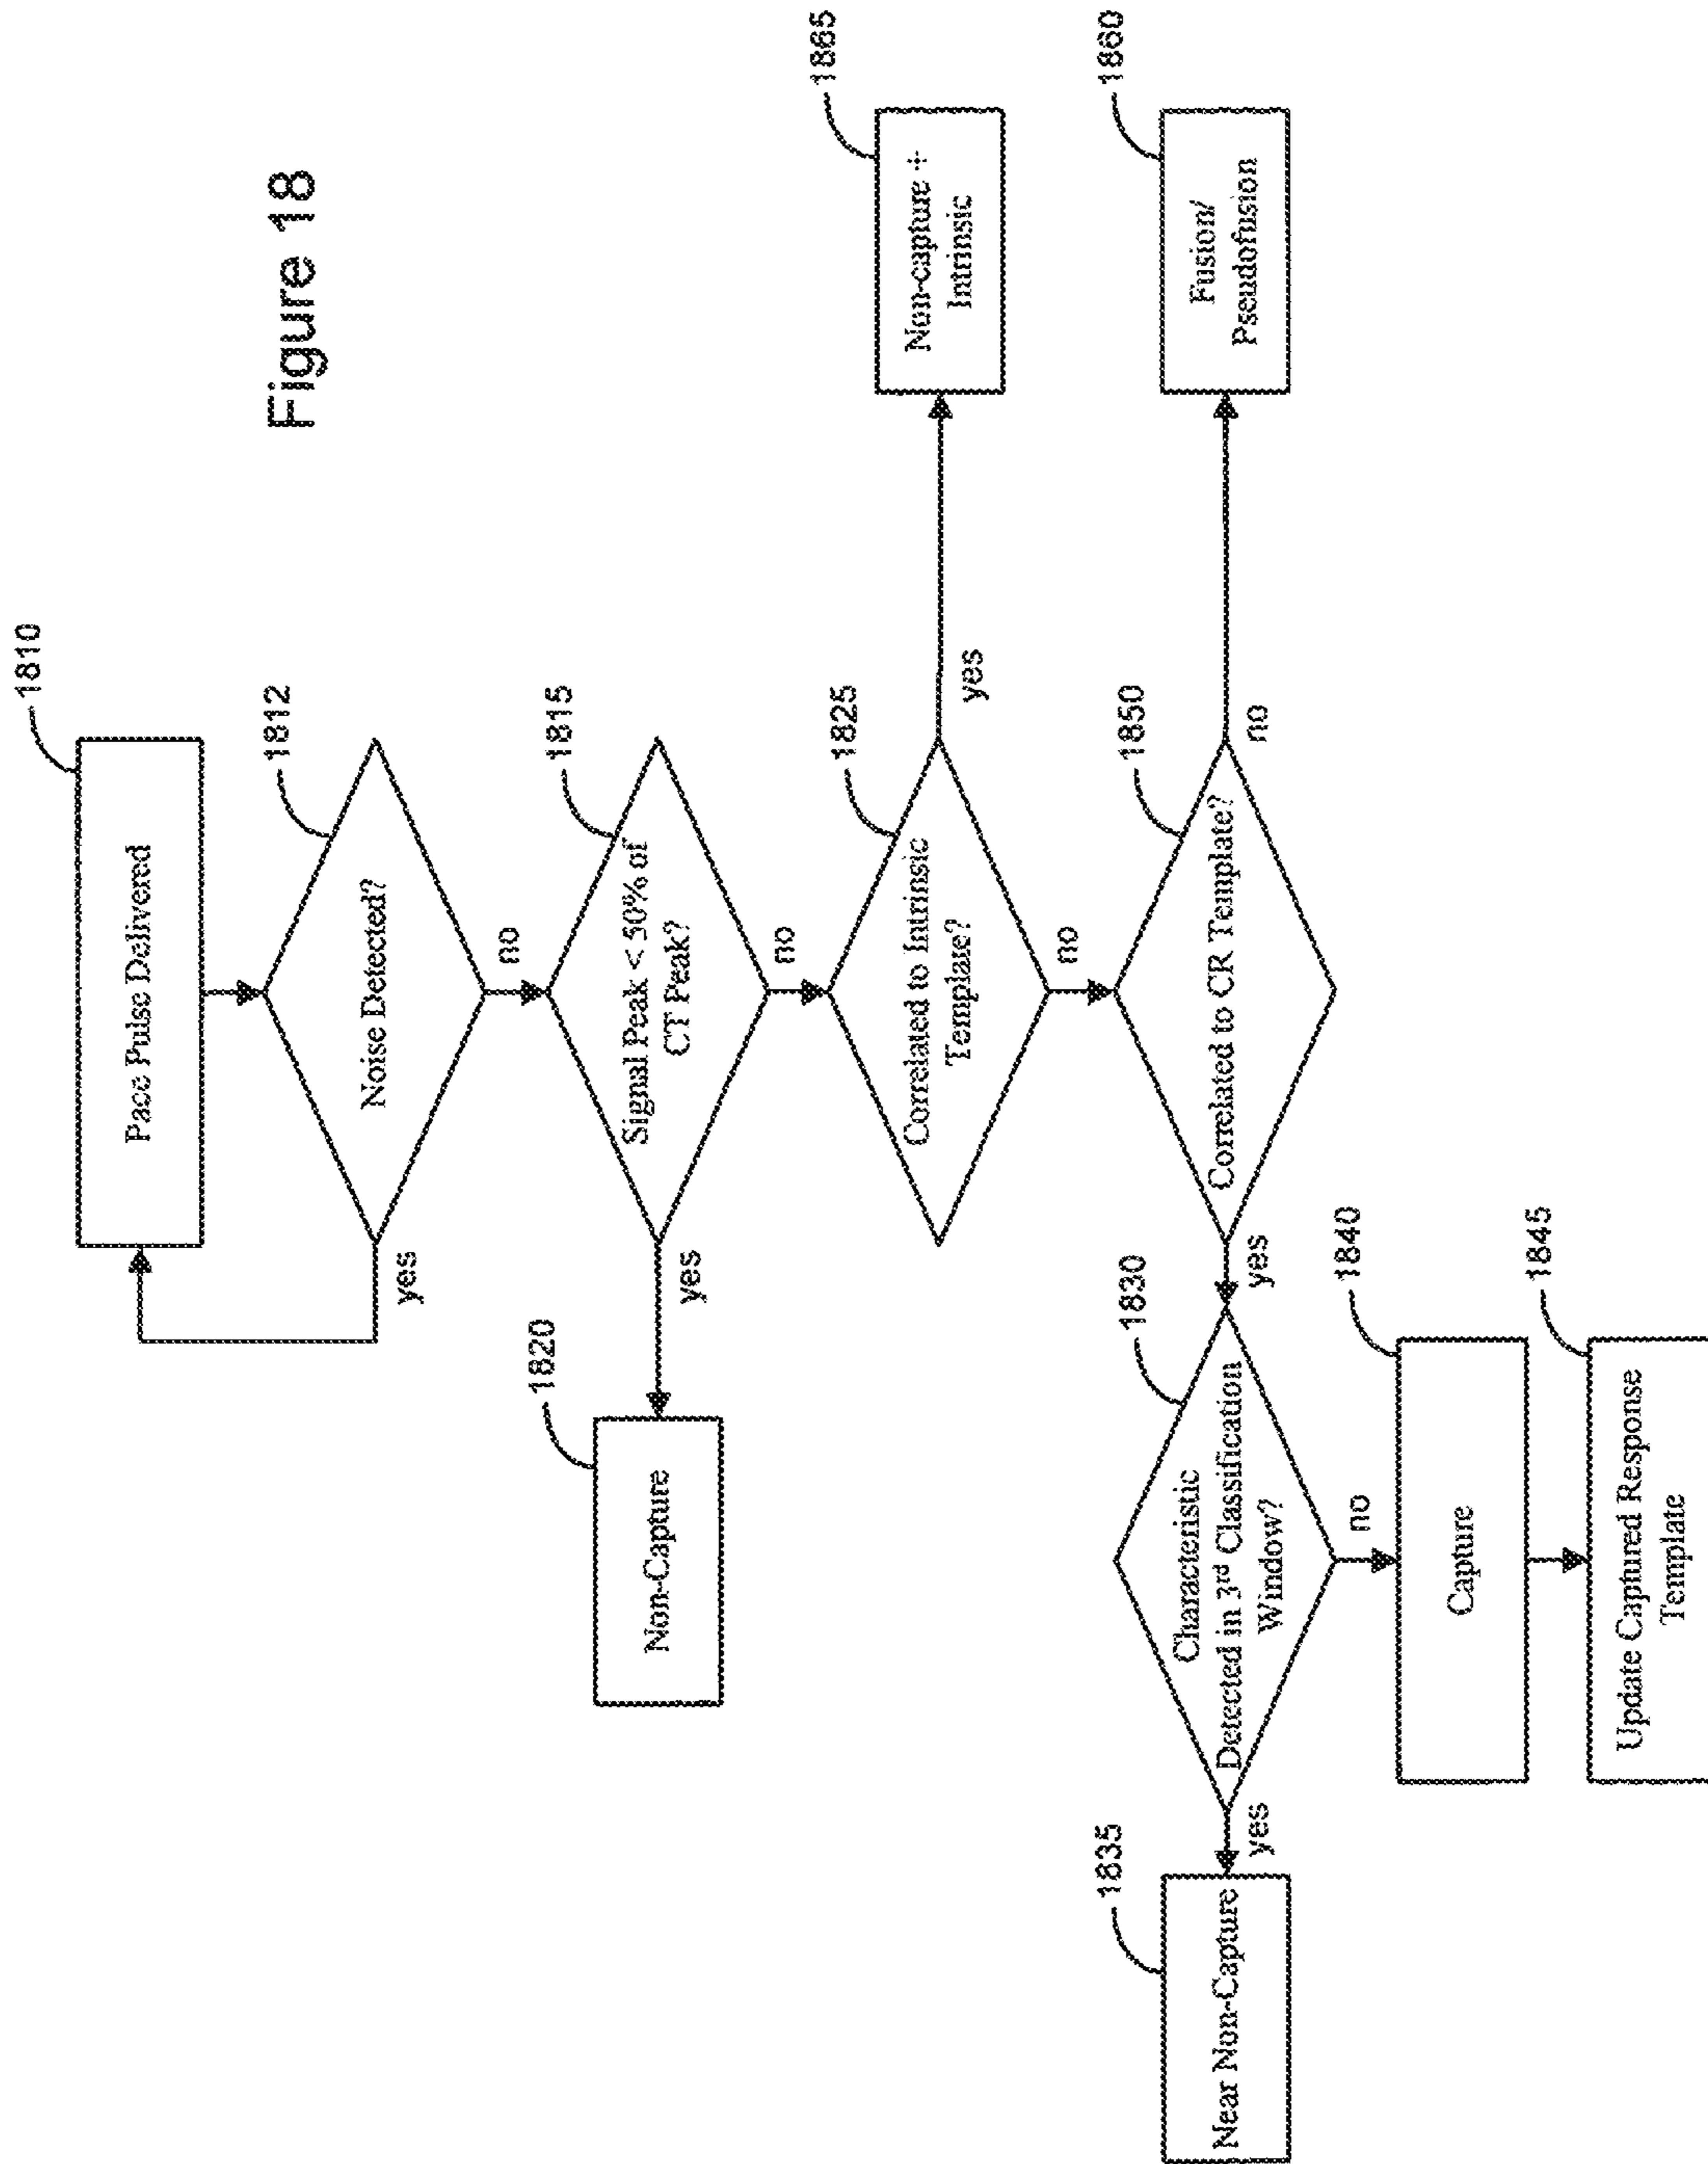 Figure 18
1810
Pace Pulse Delivered
1812
Noise Detected?
yes
no
1815
Signal Peak < 50% of
CT Peak?
yes
no
1820
Non-Capture
1825
Correlated to Intrinsic
Template?
yes
no
1865
Non-capture +
Intrinsic
1850
Correlated to CR Template?
yes
no
1860
Fusion/
Pseudofusion
1830
Characteristic
Detected in 3rd Classification
Window?
yes
no
1835
Near Non-Capture
1840
Capture
1845
Update Captured Response
Template